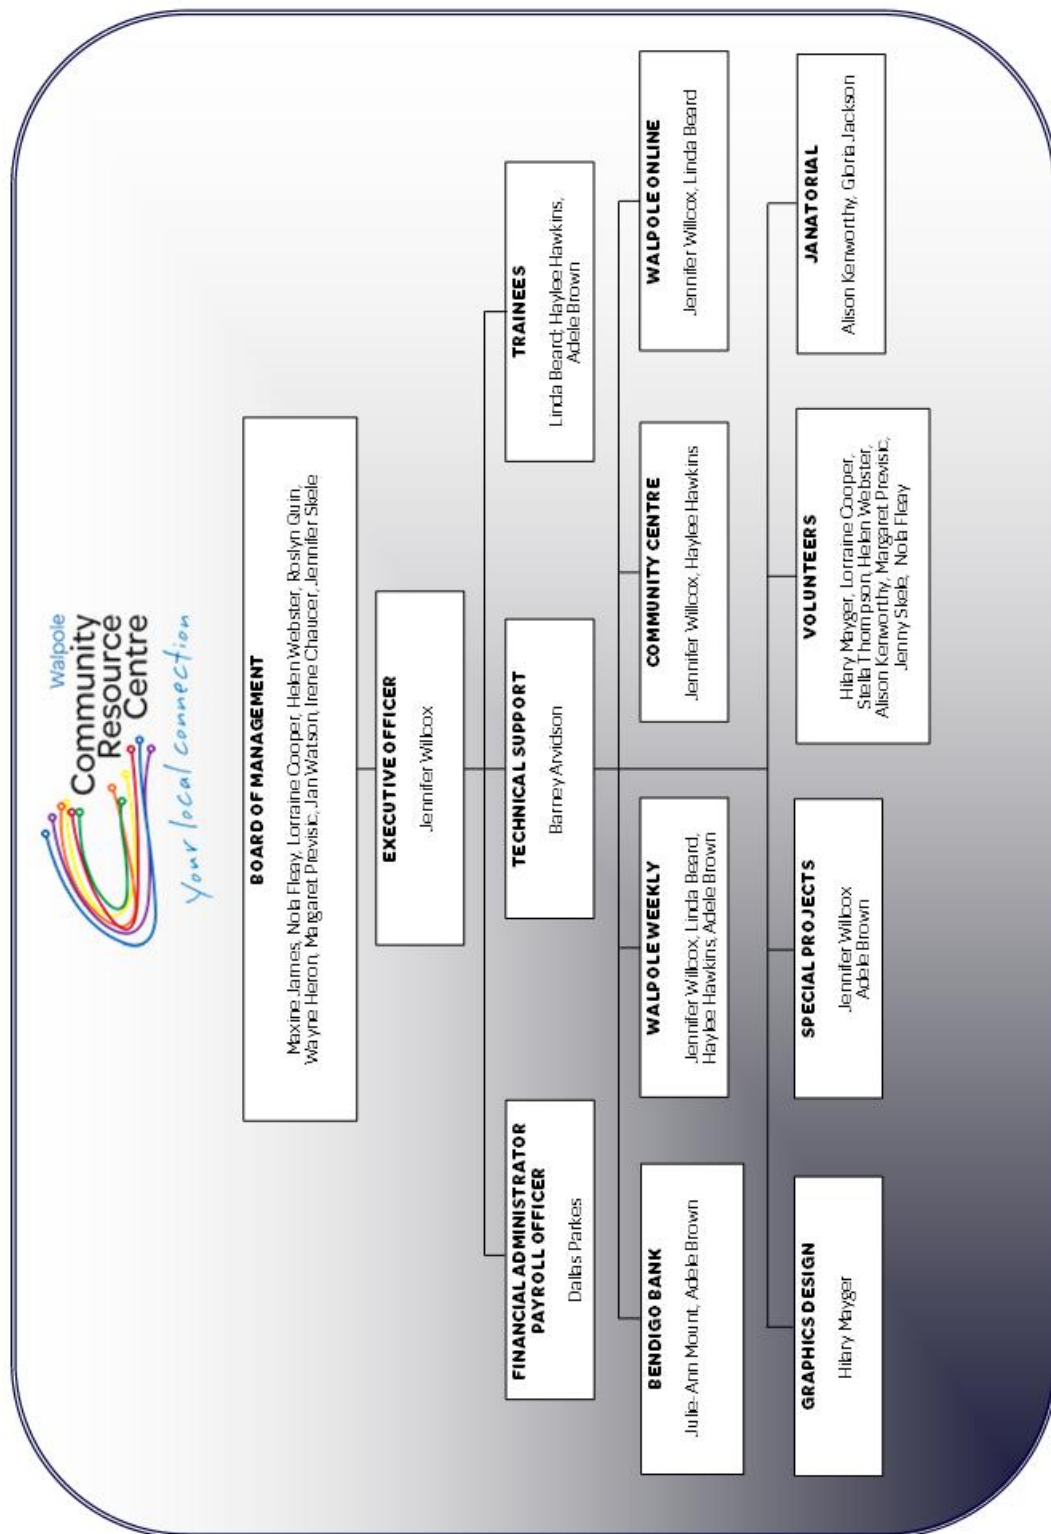 Walpole
Community
Resource
Centre
Your local connection
BOARD OF MANAGEMENT
Maxine James, Nola Fleay, Lorraine Cooper, Helen Webster, Roslyn Quin,
Wayne Heron, Margaret Previsic, Jan Watson, Irene Chaucer, Jennifer Skele
EXECUTIVE OFFICER
Jennifer Willcox
FINANCIAL ADMINISTRATOR
PAYROLL OFFICER
Dallas Parkes
TECHNICAL SUPPORT
Barney Arvidson
TRAINEES
Linda Beard, Haylee Hawkins,
Adele Brown
BENDIGO BANK
Julie-Ann Mount, Adele Brown
WALPOLE WEEKLY
Jennifer Willcox, Linda Beard,
Haylee Hawkins, Adele Brown
COMMUNITY CENTRE
Jennifer Willcox, Haylee Hawkins
WALPOLE ONLINE
Jennifer Willcox, Linda Beard
GRAPHICS DESIGN
Hilary Mayger
SPECIAL PROJECTS
Jennifer Willcox
Adele Brown
VOLUNTEERS
Hilary Mayger, Lorraine Cooper,
Stella Thompson, Helen Webster,
Alison Kenworthy, Margaret Previsic,
Jenny Skele, Nola Fleay
JANATORIAL
Alison Kenworthy, Gloria Jackson